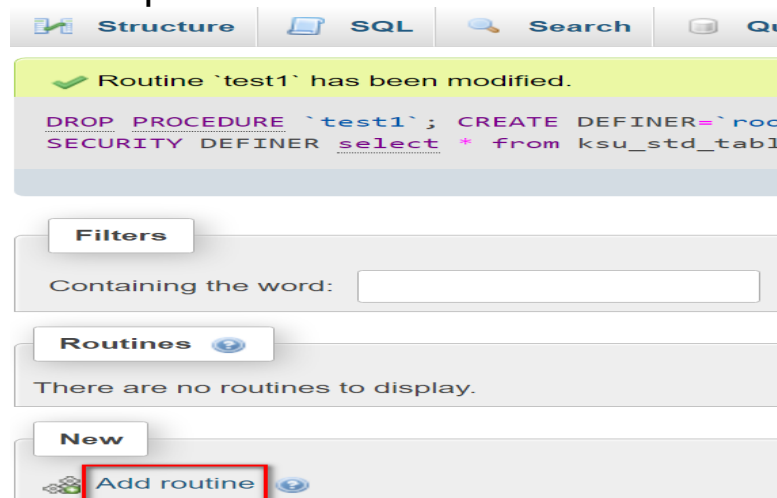 Structure SQL Search
Routine `test1` has been modified.
DROP PROCEDURE `test1`; CREATE DEFINER=`roo
SECURITY DEFINER select * from ksu_std_tabl
Filters
Containing the word:
Routines
There are no routines to display.
New
Add routine